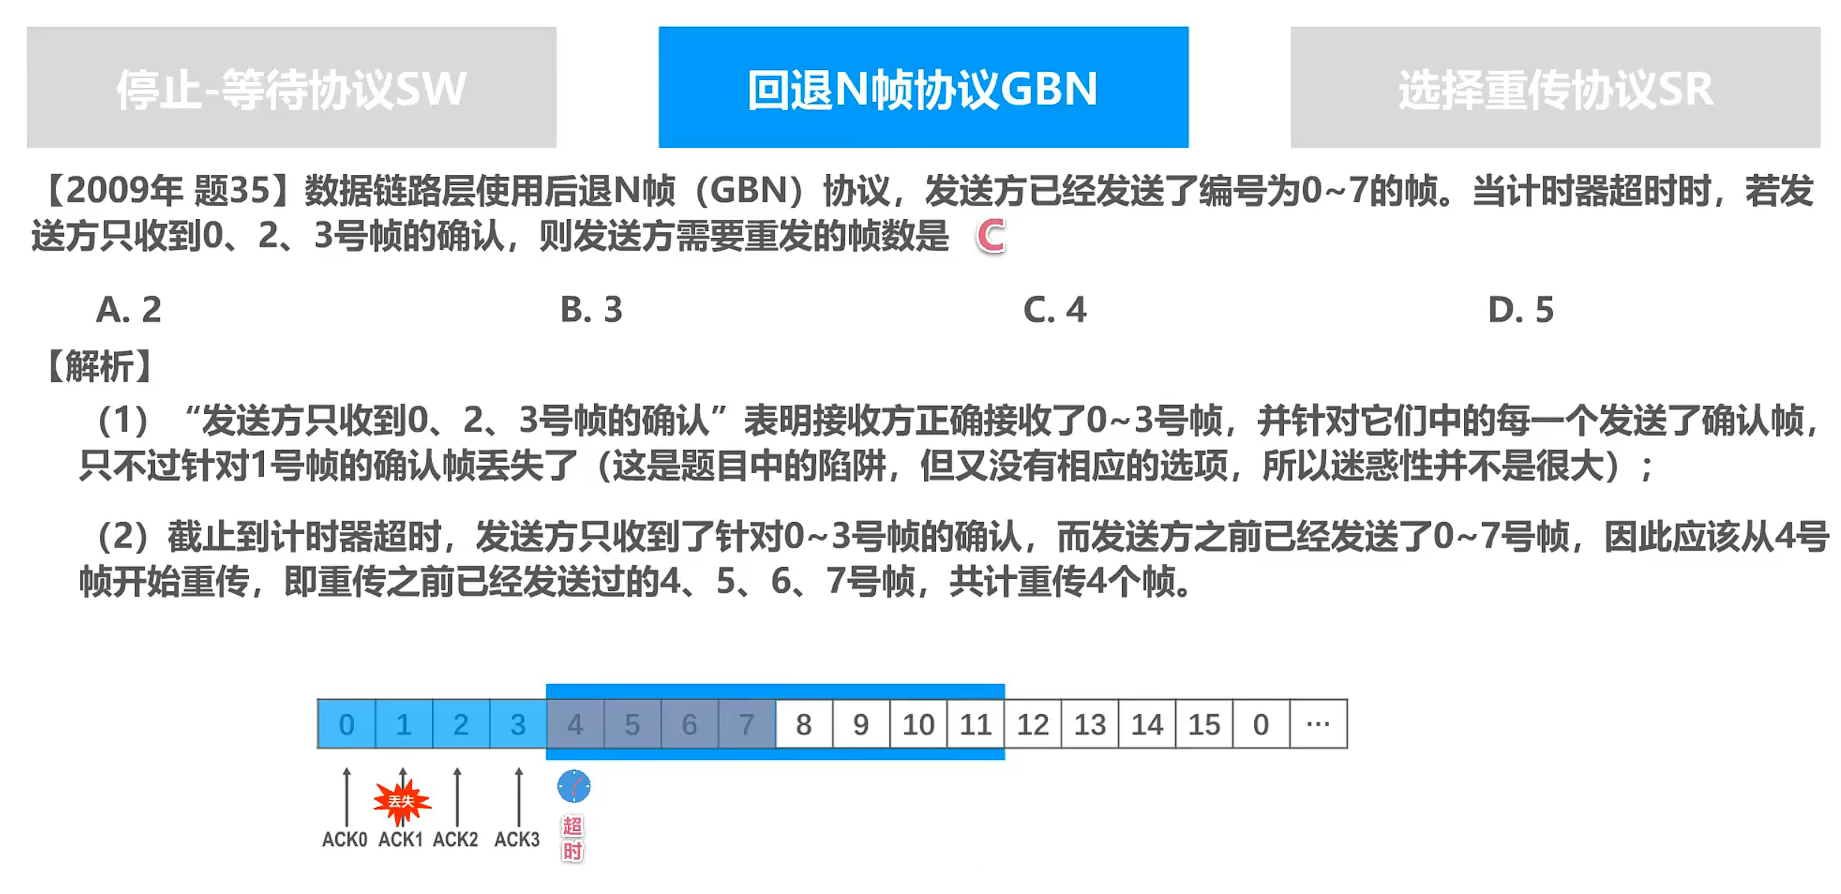 停止-等待协议SW
回退N帧协议GBN
选择重传协议SR
【2009年 题35】数据链路层使用后退N帧（GBN）协议，发送方已经发送了编号为0~7的帧。当计时器超时时，若发
送方只收到0、2、3号帧的确认，则发送方需要重发的帧数是 C
A. 2
B. 3
C. 4
D. 5
【解析】
（1）“发送方只收到0、2、3号帧的确认”表明接收方正确接收了0~3号帧，并针对它们中的每一个发送了确认帧，
只不过针对1号帧的确认帧丢失了（这是题目中的陷阱，但又没有相应的选项，所以迷惑性并不是很大）；
（2）截止到计时器超时，发送方只收到了针对0~3号帧的确认，而发送方之前已经发送了0~7号帧，因此应该从4号
帧开始重传，即重传之前已经发送过的4、5、6、7号帧，共计重传4个帧。
0 1 2 3 4 5 6 7 8 9 10 11 12 13 14 15 0 ···
丢失
ACK0 ACK1 ACK2 ACK3
超
时